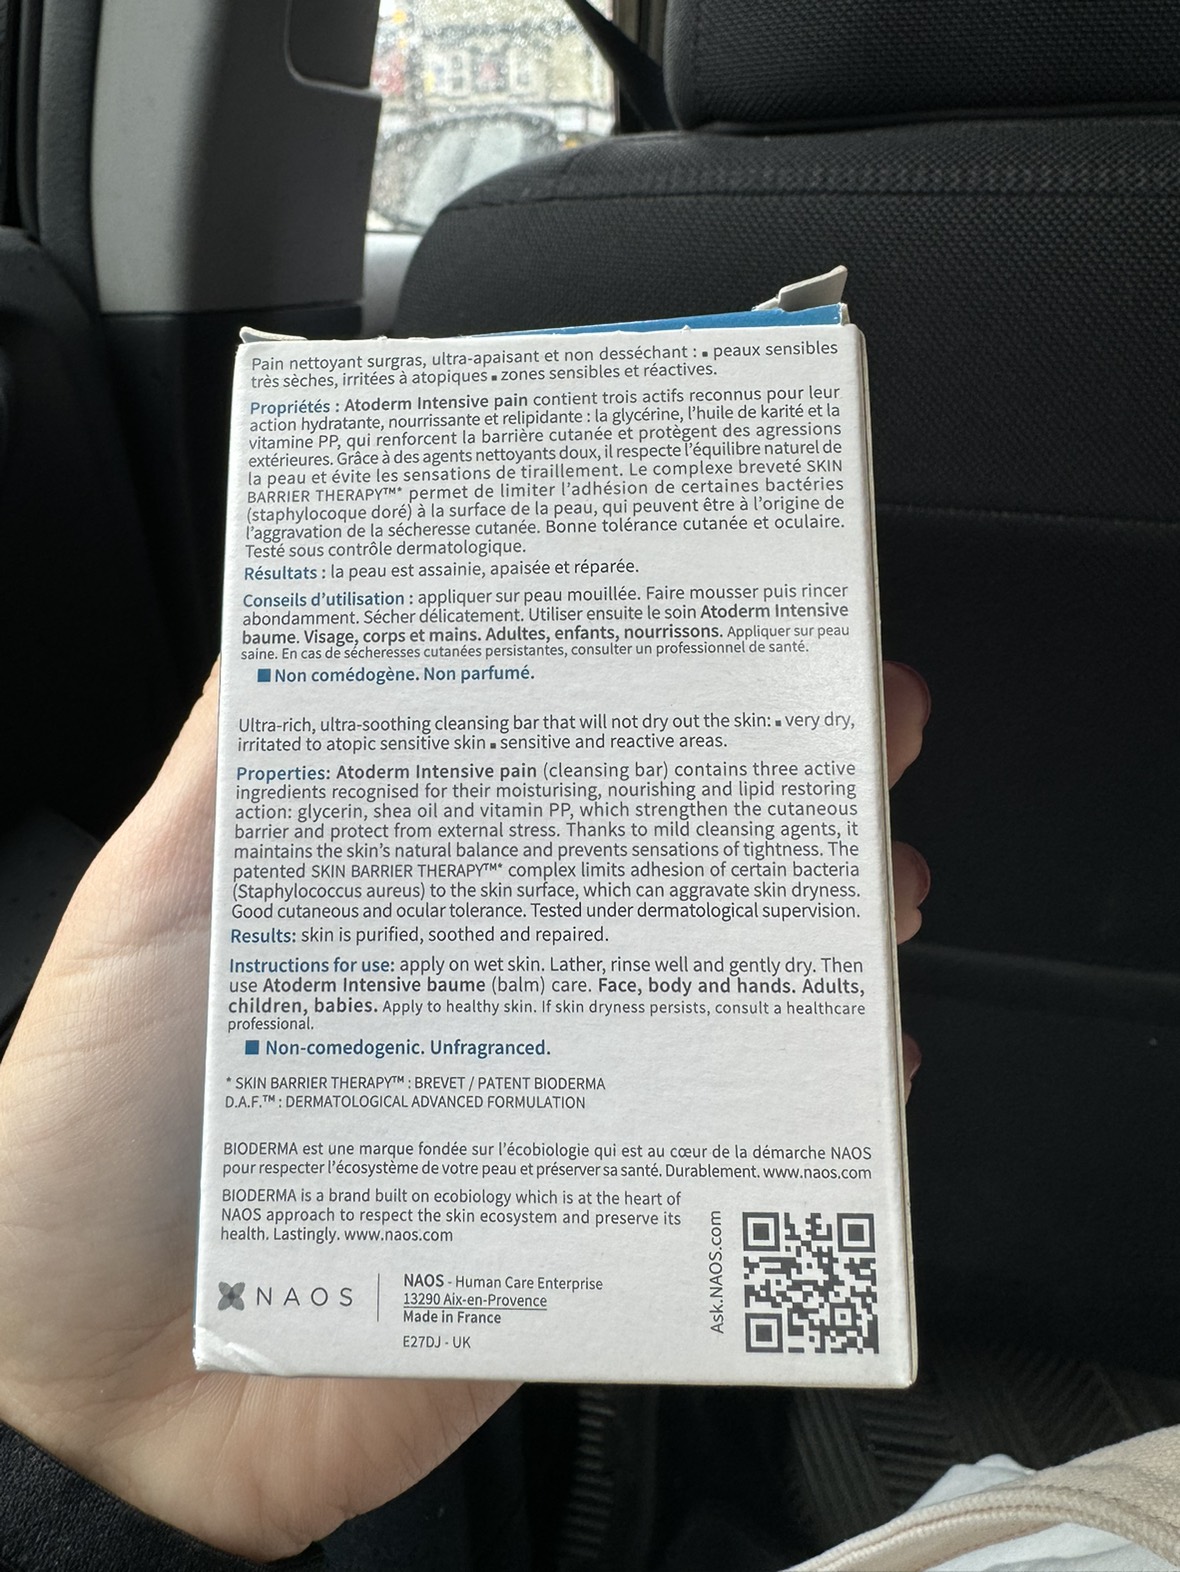 Pain nettoyant surgras, ultra-apaisant et non desséchant : ▪ peaux sensibles
très sèches, irritées à atopiques ▪ zones sensibles et réactives.
Propriétés : Atoderm Intensive pain contient trois actifs reconnus pour leur
action hydratante, nourrissante et relipidante : la glycérine, l'huile de karité et la
vitamine PP, qui renforcent la barrière cutanée et protègent des agressions
extérieures. Grâce à des agents nettoyants doux, il respecte l'équilibre naturel de
la peau et évite les sensations de tiraillement. Le complexe breveté SKIN
BARRIER THERAPY™* permet de limiter l'adhésion de certaines bactéries
(staphylocoque doré) à la surface de la peau, qui peuvent être à l'origine de
l'aggravation de la sécheresse cutanée. Bonne tolérance cutanée et oculaire.
Testé sous contrôle dermatologique.
Résultats : la peau est assainie, apaisée et réparée.
Conseils d'utilisation : appliquer sur peau mouillée. Faire mousser puis rincer
abondamment. Sécher délicatement. Utiliser ensuite le soin Atoderm Intensive
baume. Visage, corps et mains. Adultes, enfants, nourrissons. Appliquer sur peau
saine. En cas de sécheresses cutanées persistantes, consulter un professionnel de santé.
■ Non comédogène. Non parfumé.
Ultra-rich, ultra-soothing cleansing bar that will not dry out the skin: ▪ very dry,
irritated to atopic sensitive skin ▪ sensitive and reactive areas.
Properties: Atoderm Intensive pain (cleansing bar) contains three active
ingredients recognised for their moisturising, nourishing and lipid restoring
action: glycerin, shea oil and vitamin PP, which strengthen the cutaneous
barrier and protect from external stress. Thanks to mild cleansing agents, it
maintains the skin's natural balance and prevents sensations of tightness. The
patented SKIN BARRIER THERAPY™* complex limits adhesion of certain bacteria
(Staphylococcus aureus) to the skin surface, which can aggravate skin dryness.
Good cutaneous and ocular tolerance. Tested under dermatological supervision.
Results: skin is purified, soothed and repaired.
Instructions for use: apply on wet skin. Lather, rinse well and gently dry. Then
use Atoderm Intensive baume (balm) care. Face, body and hands. Adults,
children, babies. Apply to healthy skin. If skin dryness persists, consult a healthcare
professional.
■ Non-comedogenic. Unfragranced.
* SKIN BARRIER THERAPY™ : BREVET / PATENT BIODERMA
D.A.F.™ : DERMATOLOGICAL ADVANCED FORMULATION
BIODERMA est une marque fondée sur l'écobiologie qui est au cœur de la démarche NAOS
pour respecter l'écosystème de votre peau et préserver sa santé. Durablement. www.naos.com
BIODERMA is a brand built on ecobiology which is at the heart of
NAOS approach to respect the skin ecosystem and preserve its
health. Lastingly. www.naos.com
NAOS
NAOS - Human Care Enterprise
13290 Aix-en-Provence
Made in France
E27DJ - UK
Ask.NAOS.com